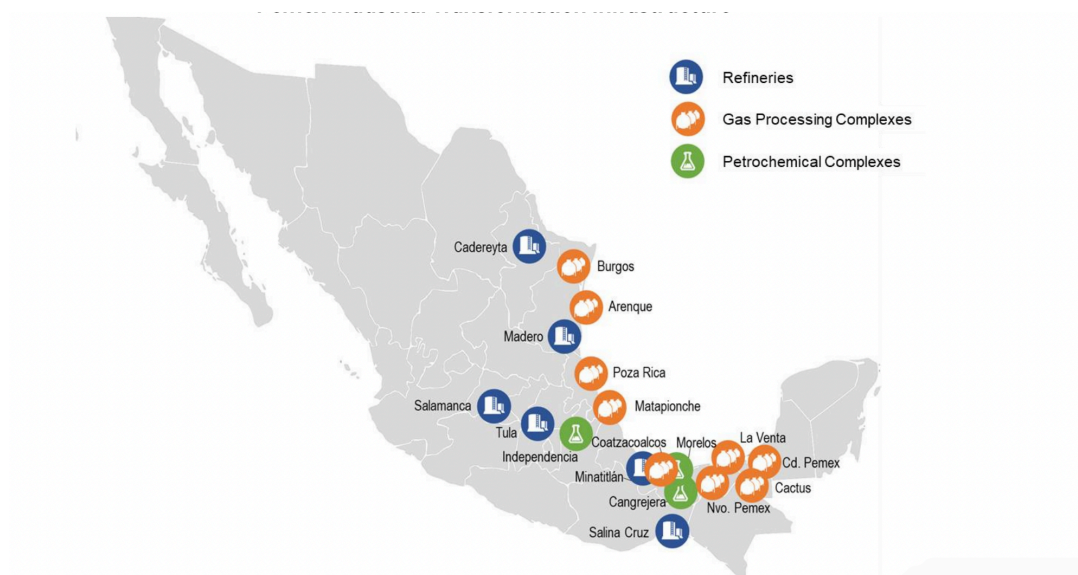 Refineries
Gas Processing Complexes
Petrochemical Complexes
Cadereyta
Burgos
Arenque
Madero
Poza Rica
Salamanca
Matapionche
Tula
Coatzacoalcos
Morelos
La Venta
Independencia
Cd. Pemex
Minatitlán
Cactus
Cangrejera
Nvo. Pemex
Salina Cruz